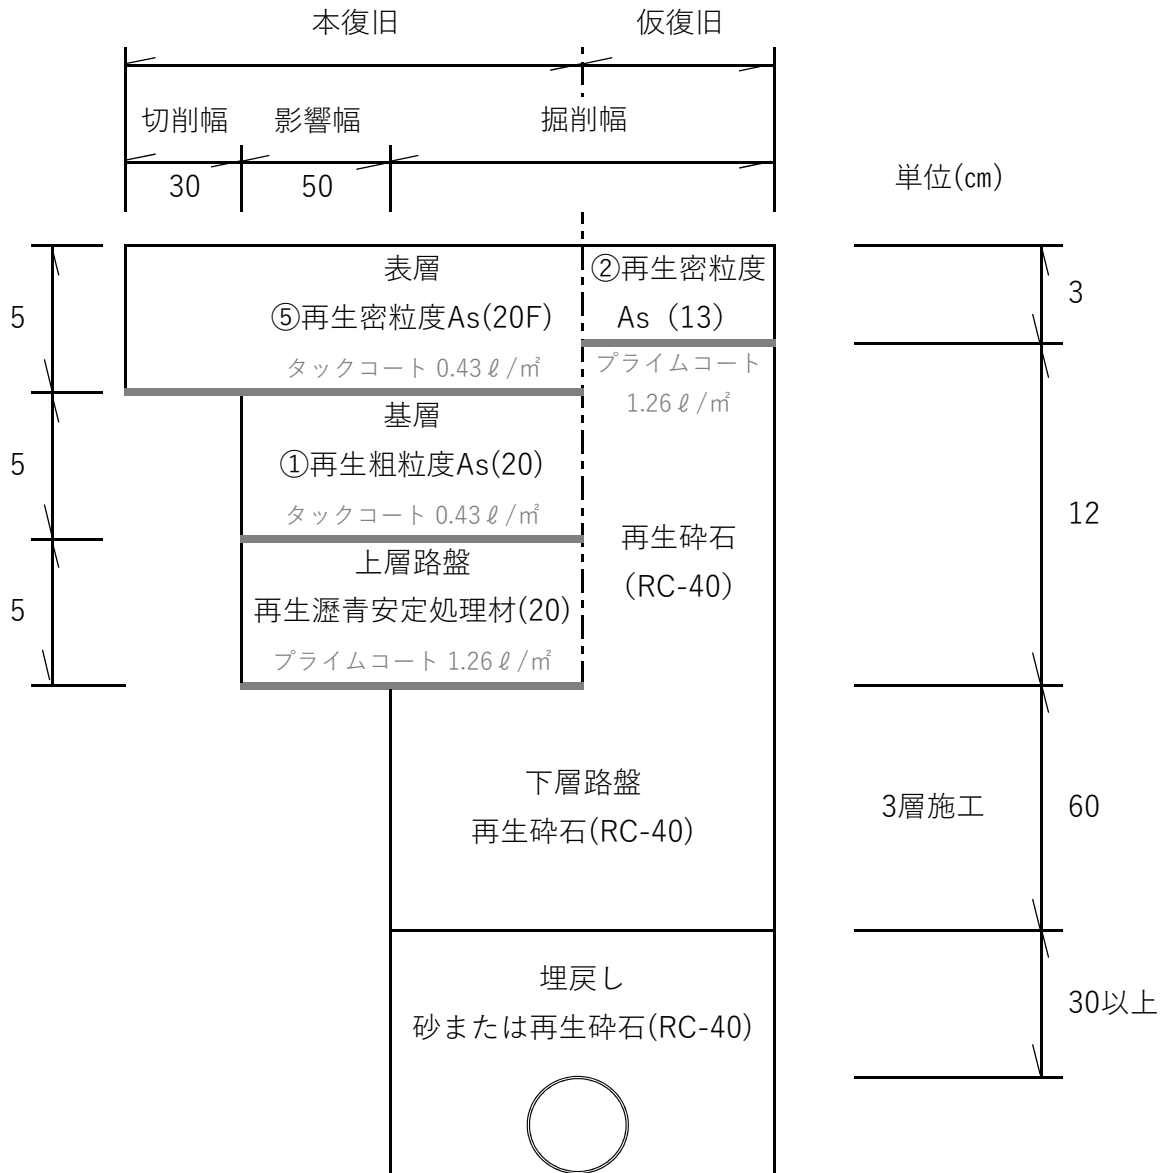 本復旧
仮復旧
切削幅
影響幅
掘削幅
30
50
単位(㎝)
表層
⑤再生密粒度As(20F)
タックコート 0.43ℓ/㎡
②再生密粒度
As（13）
プライムコート
1.26ℓ/㎡
5
3
基層
①再生粗粒度As(20)
タックコート 0.43ℓ/㎡
5
再生砕石
（RC-40）
12
上層路盤
再生瀝青安定処理材(20)
プライムコート 1.26ℓ/㎡
5
下層路盤
再生砕石(RC-40)
3層施工
60
埋戻し
砂または再生砕石(RC-40)
30以上